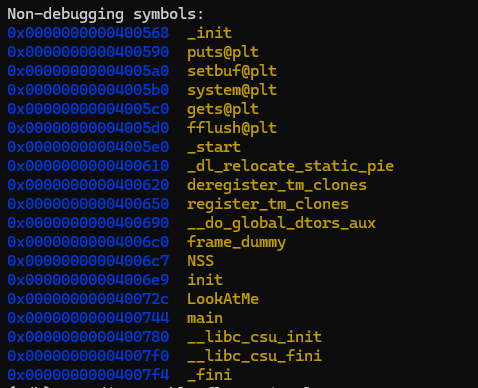 Non-debugging symbols:
0x0000000000400568  _init
0x0000000000400590  puts@plt
0x00000000004005a0  setbuf@plt
0x00000000004005b0  system@plt
0x00000000004005c0  gets@plt
0x00000000004005d0  fflush@plt
0x00000000004005e0  _start
0x0000000000400610  _dl_relocate_static_pie
0x0000000000400620  deregister_tm_clones
0x0000000000400650  register_tm_clones
0x0000000000400690  __do_global_dtors_aux
0x00000000004006c0  frame_dummy
0x00000000004006c7  NSS
0x00000000004006e9  init
0x000000000040072c  LookAtMe
0x0000000000400744  main
0x0000000000400780  __libc_csu_init
0x00000000004007f0  __libc_csu_fini
0x00000000004007f4  _fini